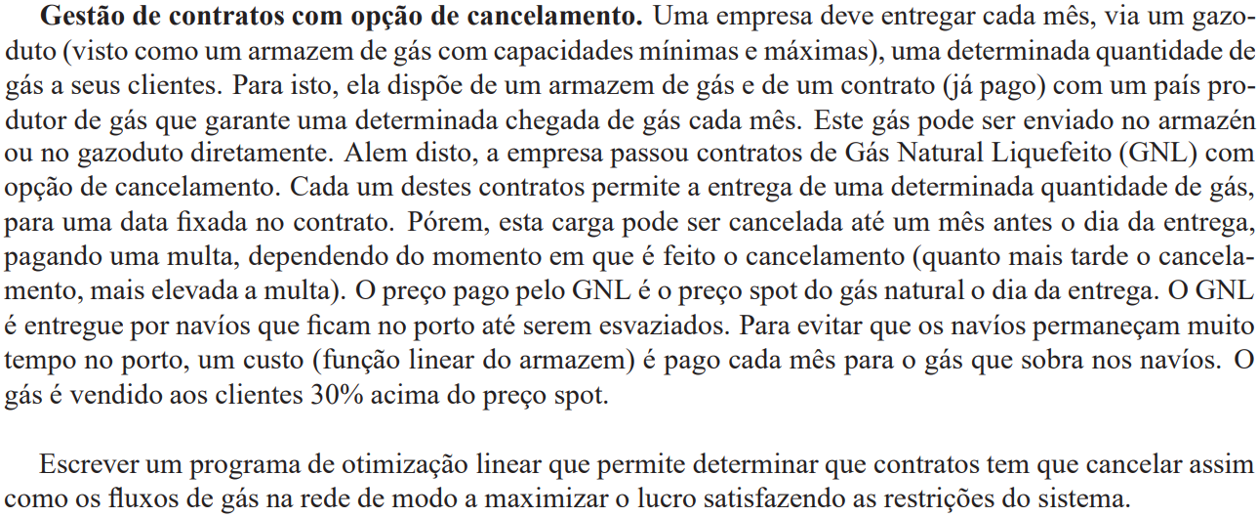 Gestão de contratos com opção de cancelamento. Uma empresa deve entregar cada mês, via um gazo-
duto (visto como um armazem de gás com capacidades mínimas e máximas), uma determinada quantidade de
gás a seus clientes. Para isto, ela dispõe de um armazem de gás e de um contrato (já pago) com um país pro-
dutor de gás que garante uma determinada chegada de gás cada mês. Este gás pode ser enviado no armazén
ou no gazoduto diretamente. Alem disto, a empresa passou contratos de Gás Natural Liquefeito (GNL) com
opção de cancelamento. Cada um destes contratos permite a entrega de uma determinada quantidade de gás,
para uma data fixada no contrato. Pórem, esta carga pode ser cancelada até um mês antes o dia da entrega,
pagando uma multa, dependendo do momento em que é feito o cancelamento (quanto mais tarde o cancela-
mento, mais elevada a multa). O preço pago pelo GNL é o preço spot do gás natural o dia da entrega. O GNL
é entregue por navíos que ficam no porto até serem esvaziados. Para evitar que os navíos permaneçam muito
tempo no porto, um custo (função linear do armazem) é pago cada mês para o gás que sobra nos navíos. O
gás é vendido aos clientes 30% acima do preço spot.
Escrever um programa de otimização linear que permite determinar que contratos tem que cancelar assim
como os fluxos de gás na rede de modo a maximizar o lucro satisfazendo as restrições do sistema.